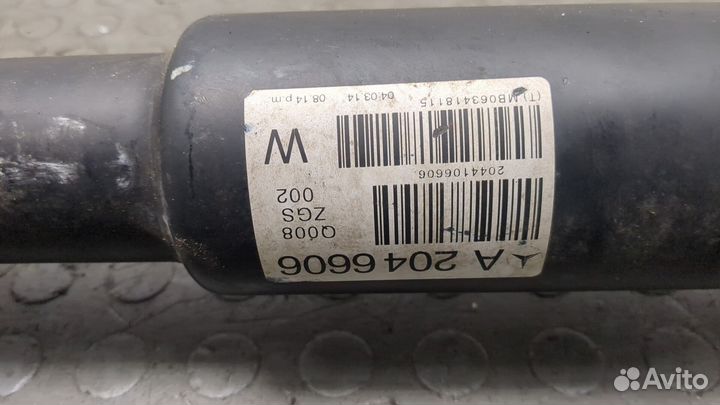 A 204 6606
Q008
ZGS
002
2044106606
W
(T)MB063418115
04.03.14
08:14 p.m
Avito